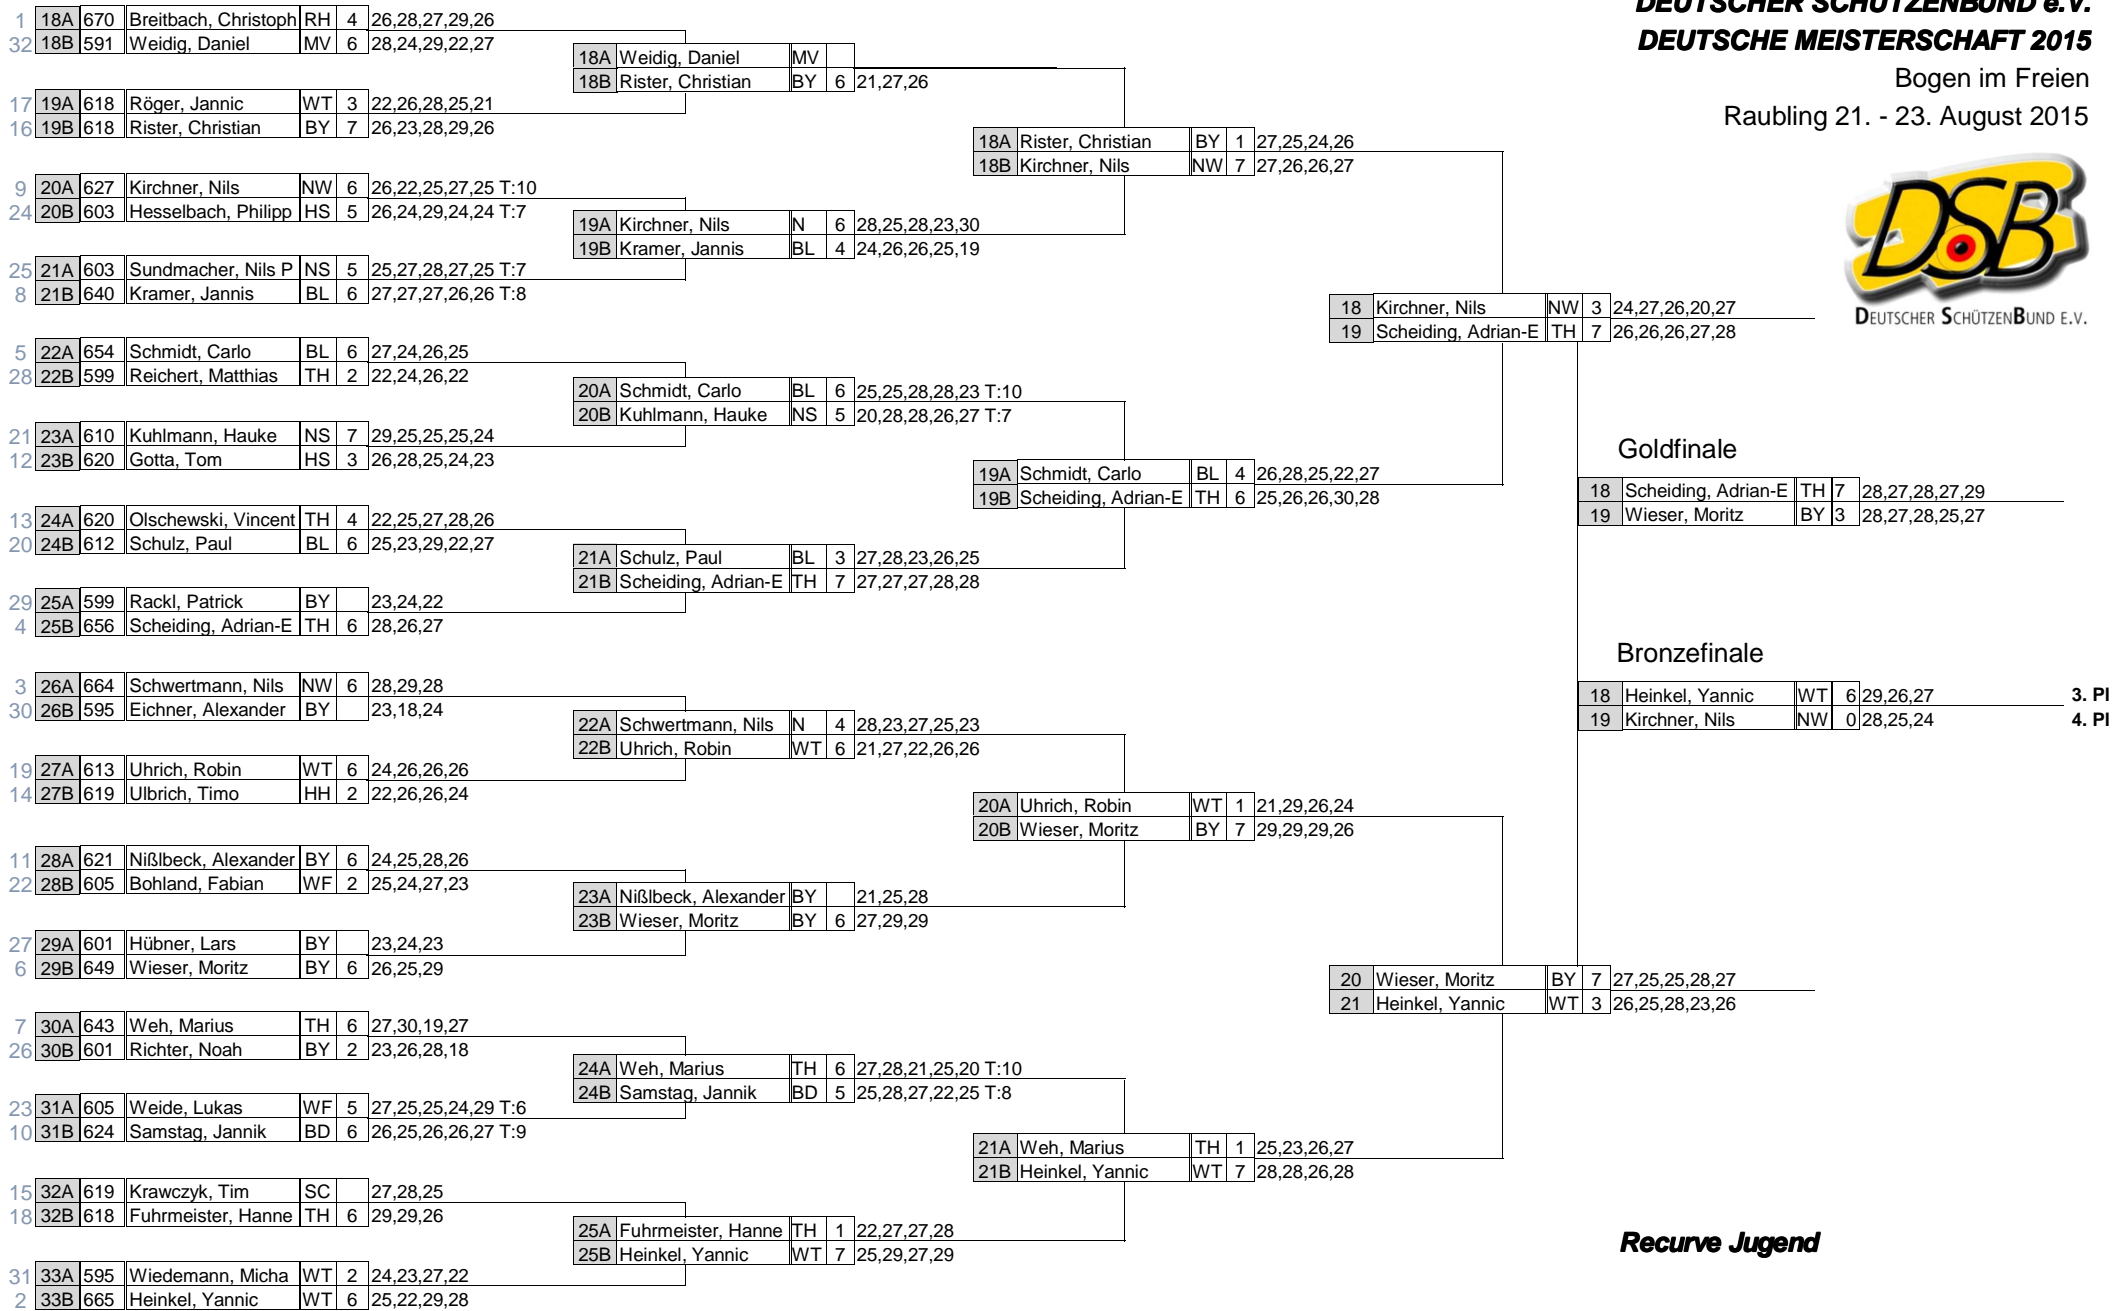 DEUTSCHER SCHÜTZENBUND e.V.
DEUTSCHE MEISTERSCHAFT 2015
Bogen im Freien
Raubling 21. - 23. August 2015
DSB
DEUTSCHER SCHÜTZENBUND E.V.
1 18A 670 Breitbach, Christoph RH 4 26,28,27,29,26
32 18B 591 Weidig, Daniel MV 6 28,24,29,22,27
17 19A 618 Röger, Jannic WT 3 22,26,28,25,21
16 19B 618 Rister, Christian BY 7 26,23,28,29,26
9 20A 627 Kirchner, Nils NW 6 26,22,25,27,25 T:10
24 20B 603 Hesselbach, Philipp HS 5 26,24,29,24,24 T:7
25 21A 603 Sundmacher, Nils P NS 5 25,27,28,27,25 T:7
8 21B 640 Kramer, Jannis BL 6 27,27,27,26,26 T:8
5 22A 654 Schmidt, Carlo BL 6 27,24,26,25
28 22B 599 Reichert, Matthias TH 2 22,24,26,22
21 23A 610 Kuhlmann, Hauke NS 7 29,25,25,25,24
12 23B 620 Gotta, Tom HS 3 26,28,25,24,23
13 24A 620 Olschewski, Vincent TH 4 22,25,27,28,26
20 24B 612 Schulz, Paul BL 6 25,23,29,22,27
29 25A 599 Rackl, Patrick BY 23,24,22
4 25B 656 Scheiding, Adrian-E TH 6 28,26,27
3 26A 664 Schwertmann, Nils NW 6 28,29,28
30 26B 595 Eichner, Alexander BY 23,18,24
19 27A 613 Uhrich, Robin WT 6 24,26,26,26
14 27B 619 Ulbrich, Timo HH 2 22,26,26,24
11 28A 621 Nißlbeck, Alexander BY 6 24,25,28,26
22 28B 605 Bohland, Fabian WF 2 25,24,27,23
27 29A 601 Hübner, Lars BY 23,24,23
6 29B 649 Wieser, Moritz BY 6 26,25,29
7 30A 643 Weh, Marius TH 6 27,30,19,27
26 30B 601 Richter, Noah BY 2 23,26,28,18
23 31A 605 Weide, Lukas WF 5 27,25,25,24,29 T:6
10 31B 624 Samstag, Jannik BD 6 26,25,26,26,27 T:9
15 32A 619 Krawczyk, Tim SC 27,28,25
18 32B 618 Fuhrmeister, Hanne TH 6 29,29,26
31 33A 595 Wiedemann, Micha WT 2 24,23,27,22
2 33B 665 Heinkel, Yannic WT 6 25,22,29,28
18A Weidig, Daniel MV
18B Rister, Christian BY 6 21,27,26
19A Kirchner, Nils N 6 28,25,28,23,30
19B Kramer, Jannis BL 4 24,26,26,25,19
20A Schmidt, Carlo BL 6 25,25,28,28,23 T:10
20B Kuhlmann, Hauke NS 5 20,28,28,26,27 T:7
21A Schulz, Paul BL 3 27,28,23,26,25
21B Scheiding, Adrian-E TH 7 27,27,27,28,28
22A Schwertmann, Nils N 4 28,23,27,25,23
22B Uhrich, Robin WT 6 21,27,22,26,26
23A Nißlbeck, Alexander BY 21,25,28
23B Wieser, Moritz BY 6 27,29,29
24A Weh, Marius TH 6 27,28,21,25,20 T:10
24B Samstag, Jannik BD 5 25,28,27,22,25 T:8
25A Fuhrmeister, Hanne TH 1 22,27,27,28
25B Heinkel, Yannic WT 7 25,29,27,29
18A Rister, Christian BY 1 27,25,24,26
18B Kirchner, Nils NW 7 27,26,26,27
19A Schmidt, Carlo BL 4 26,28,25,22,27
19B Scheiding, Adrian-E TH 6 25,26,26,30,28
20A Uhrich, Robin WT 1 21,29,26,24
20B Wieser, Moritz BY 7 29,29,29,26
21A Weh, Marius TH 1 25,23,26,27
21B Heinkel, Yannic WT 7 28,28,26,28
18 Kirchner, Nils NW 3 24,27,26,20,27
19 Scheiding, Adrian-E TH 7 26,26,26,27,28
20 Wieser, Moritz BY 7 27,25,25,28,27
21 Heinkel, Yannic WT 3 26,25,28,23,26
Goldfinale
18 Scheiding, Adrian-E TH 7 28,27,28,27,29
19 Wieser, Moritz BY 3 28,27,28,25,27
Bronzefinale
18 Heinkel, Yannic WT 6 29,26,27 3. Pl
19 Kirchner, Nils NW 0 28,25,24 4. Pl
Recurve Jugend